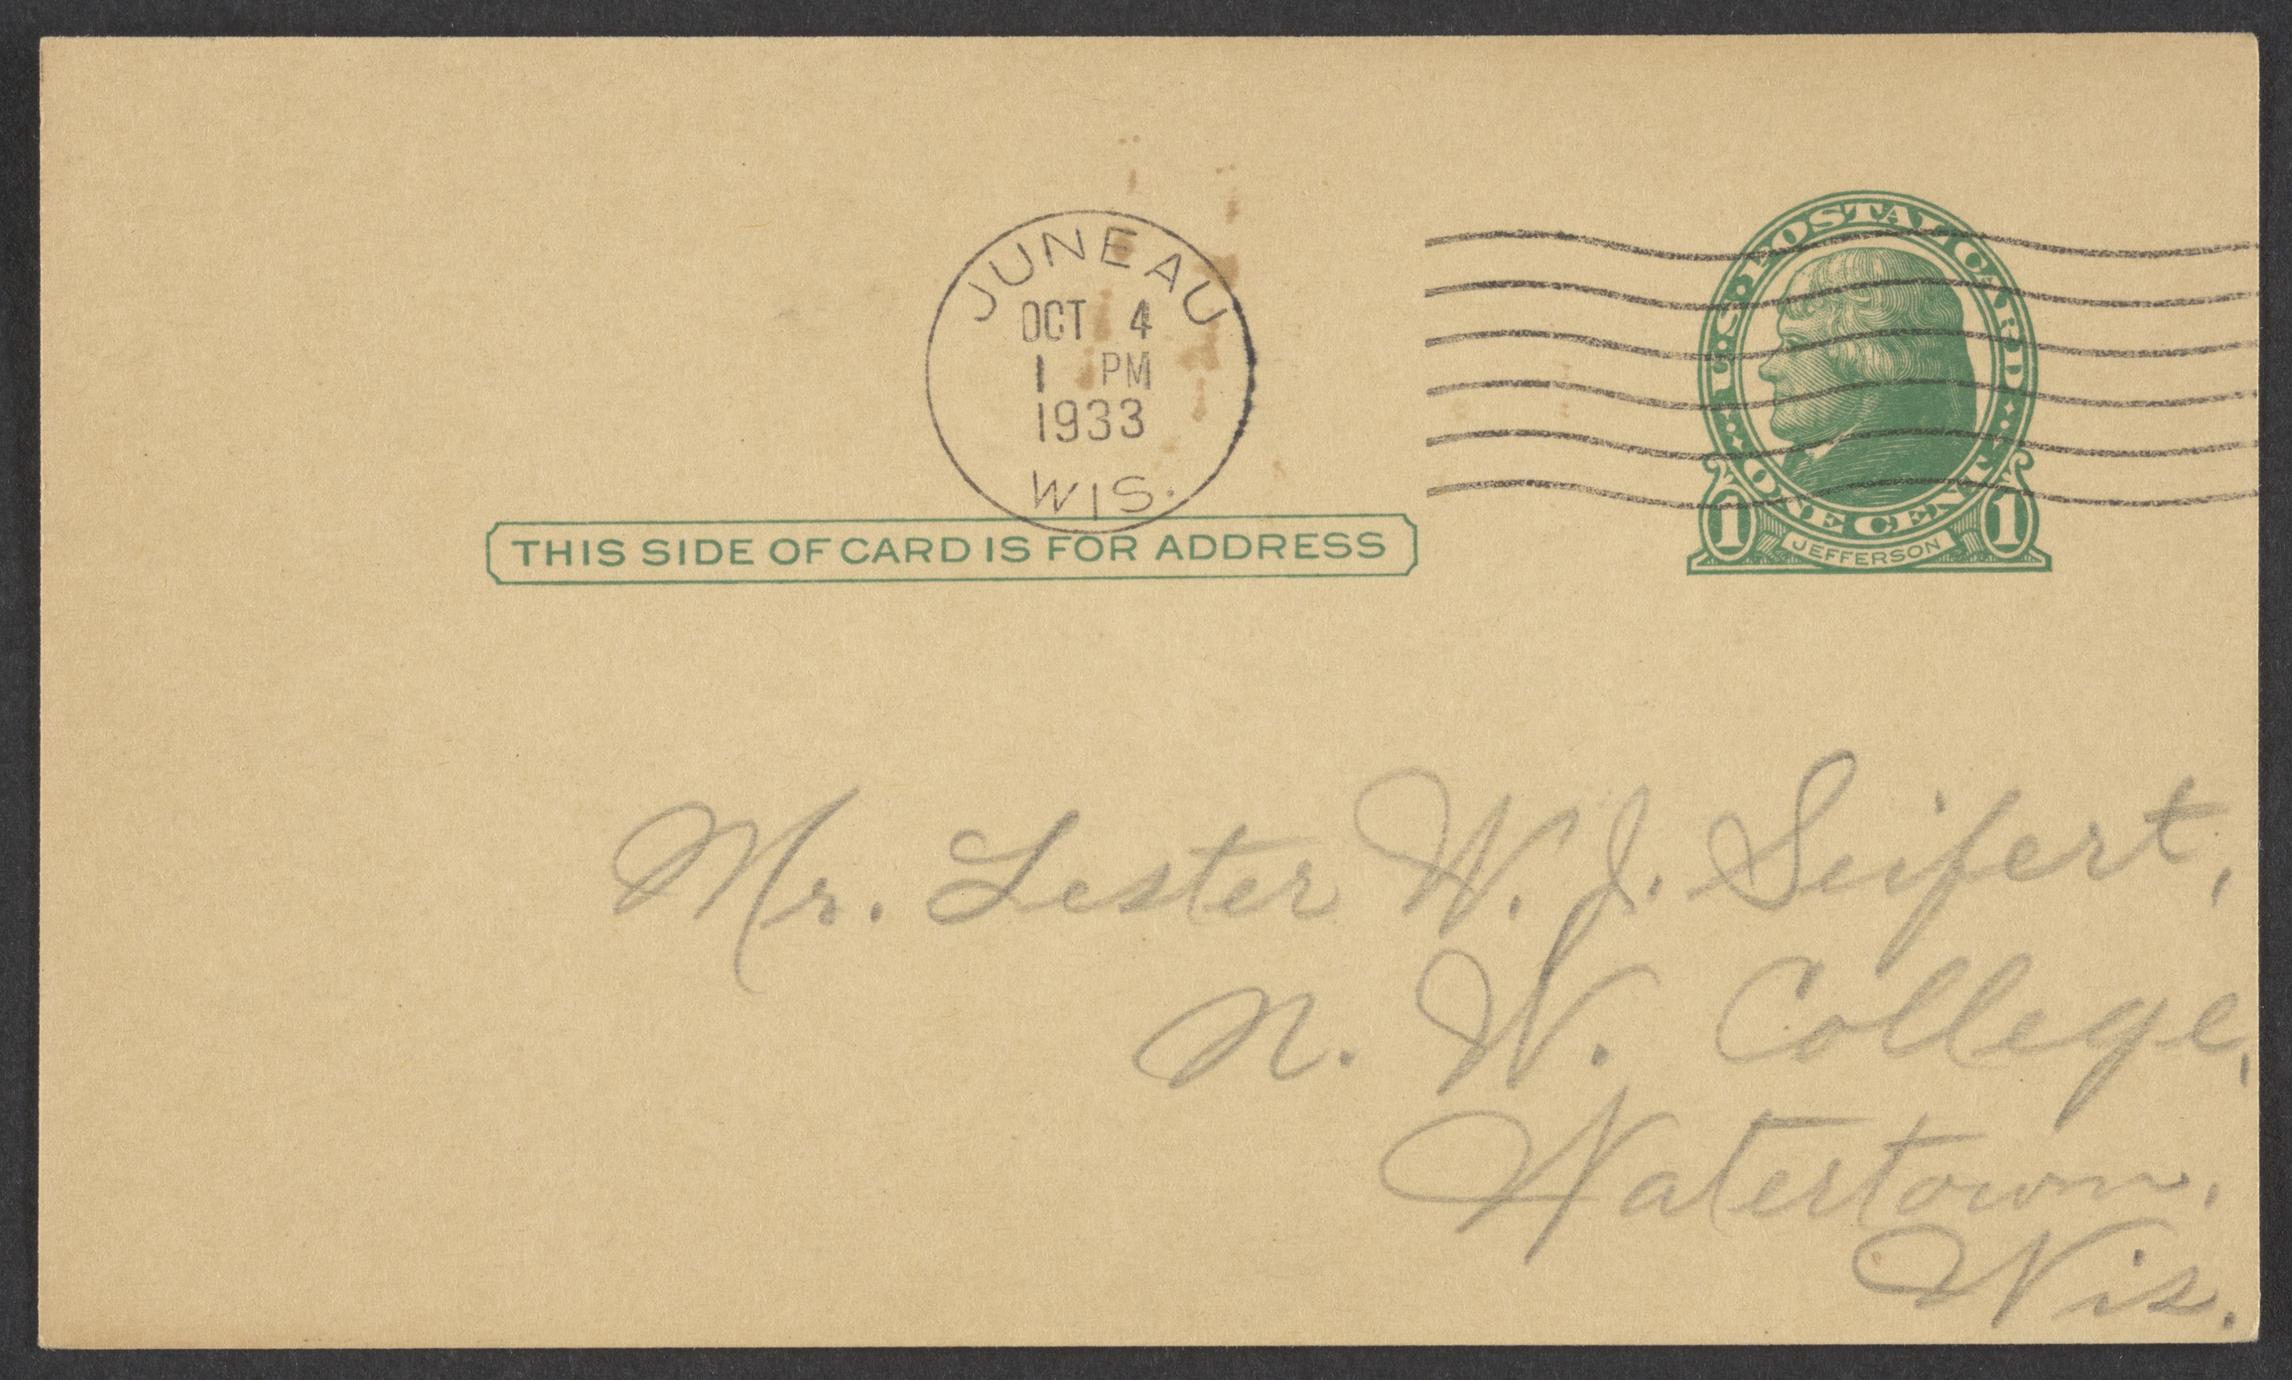 JUNEAU
OCT 4
1 PM
1933
WIS.
U.S. POSTAL CARD
ONE CENT
1 JEFFERSON 1
THIS SIDE OF CARD IS FOR ADDRESS
Mr. Lester W. J. Seifert,
N. W. College,
Watertown,
Wis.